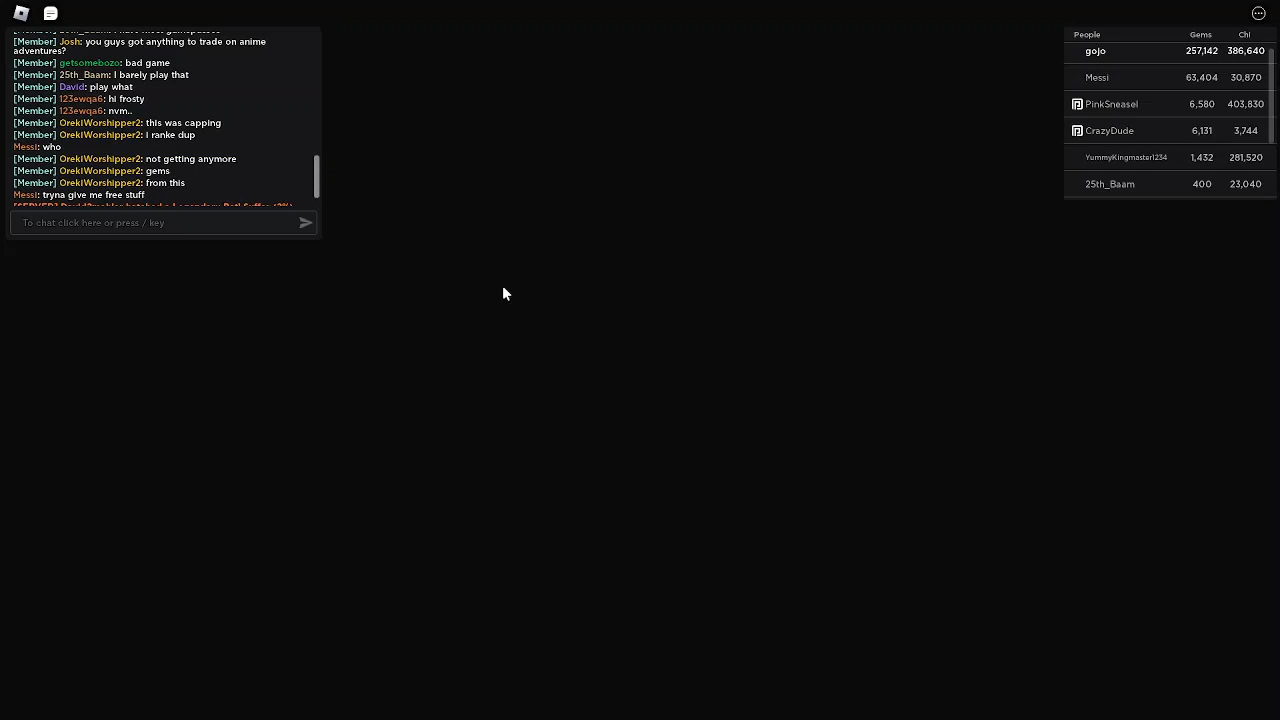 [Member] Josh: you guys got anything to trade on anime
adventures?
[Member] getsomebozo: bad game
[Member] 25th_Baam: I barely play that
[Member] David: play what
[Member] 123ewqa6: hi frosty
[Member] 123ewqa6: nvm..
[Member] OrekiWorshipper2: this was capping
[Member] OrekiWorshipper2: i ranke dup
Messi: who
[Member] OrekiWorshipper2: not getting anymore
[Member] OrekiWorshipper2: gems
[Member] OrekiWorshipper2: from this
Messi: tryna give me free stuff
To chat click here or press / key
People Gems Chi
gojo 257,142 386,640
Messi 63,404 30,870
PinkSneasel 6,580 403,830
CrazyDude 6,131 3,744
YummyKingmaster1234 1,432 281,520
25th_Baam 400 23,040